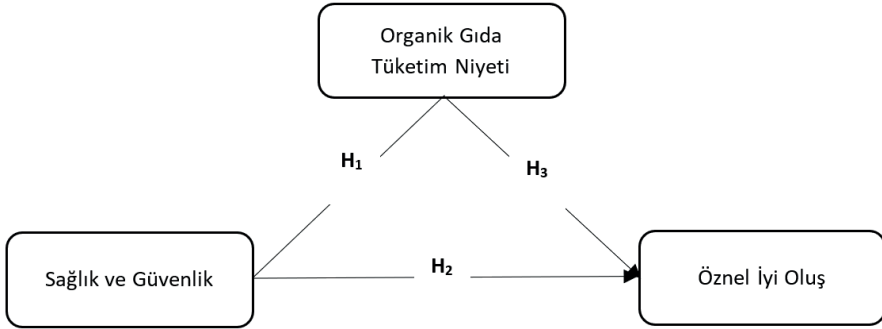 Organik Gıda
Tüketim Niyeti
H₁
H₃
Sağlık ve Güvenlik
H₂
Öznel İyi Oluş